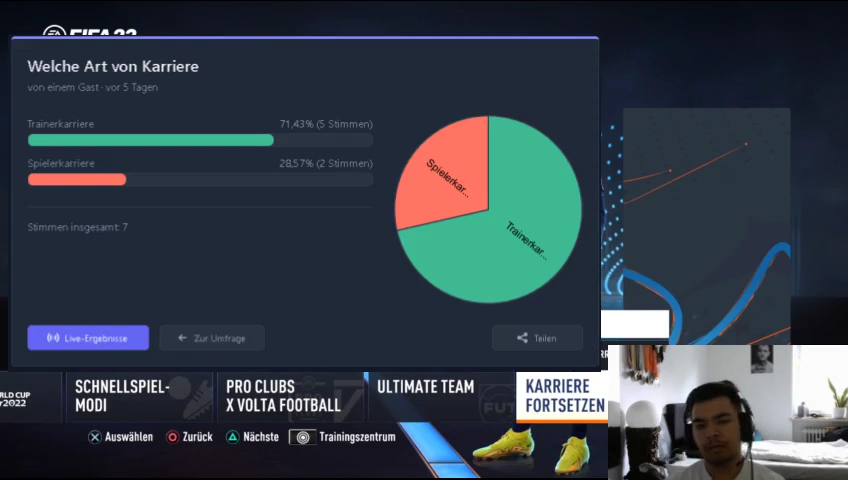 FIFA 23
Welche Art von Karriere
von einem Gast · vor 5 Tagen
Trainerkarriere 71,43% (5 Stimmen)
Spielerkarriere 28,57% (2 Stimmen)
Spielerkar...
Trainerkar...
Stimmen insgesamt: 7
Live-Ergebnisse
Zur Umfrage
Teilen
RLD CUP
2022
SCHNELLSPIEL-
MODI
PRO CLUBS
X VOLTA FOOTBALL
ULTIMATE TEAM
FUT
KARRIERE
FORTSETZEN
Auswählen Zurück Nächste Trainingszentrum